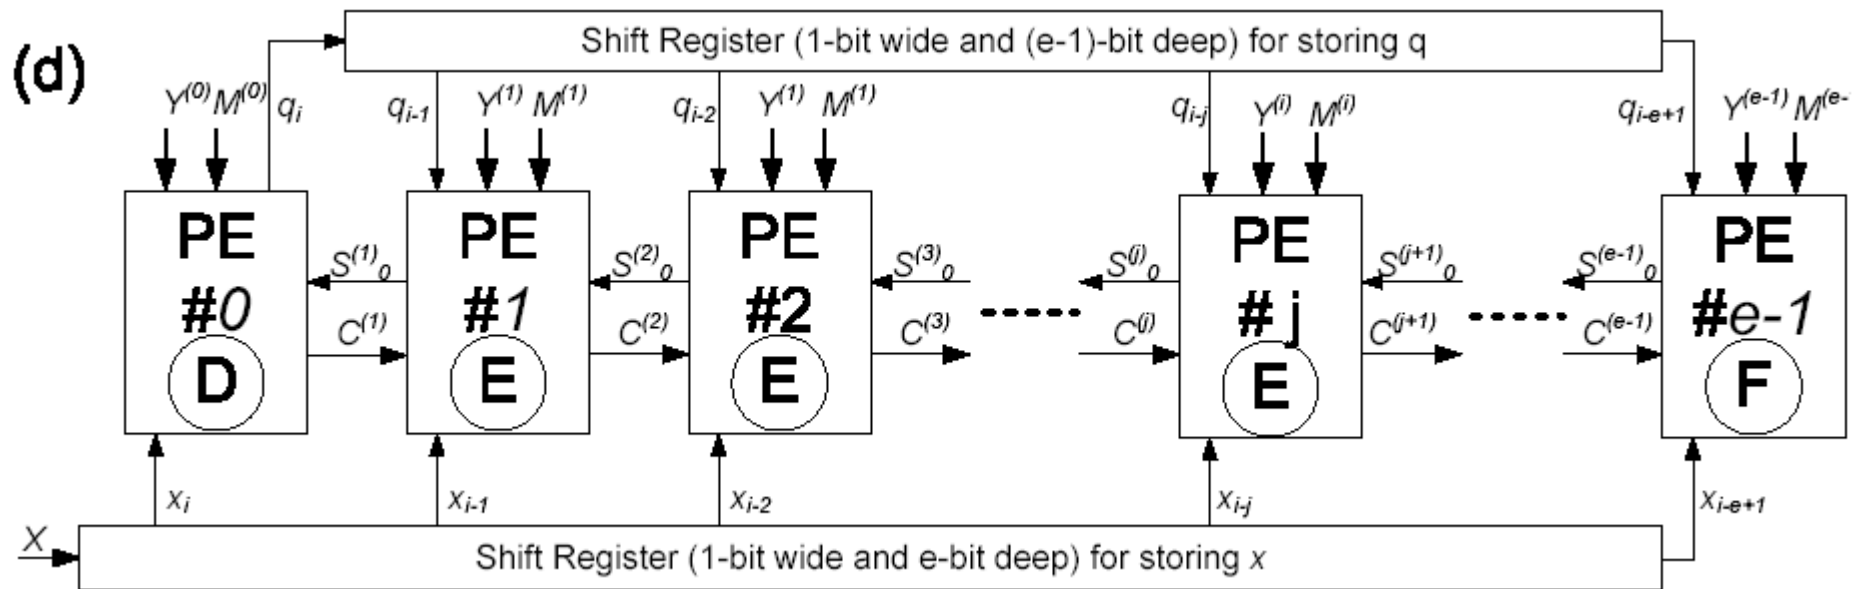 (d)
Shift Register (1-bit wide and (e-1)-bit deep) for storing q
Y(0) M(0) qi qi-1 Y(1) M(1) qi-2 Y(1) M(1) qi-j Y(i) M(i) qi-e+1 Y(e-1) M(e-
PE PE PE PE PE
S(1)0 S(2)0 S(3)0 S(j)0 S(j+1)0 S(e-1)0
#0 #1 #2 #j #e-1
C(1) C(2) C(3) C(j) C(j+1) C(e-1)
D E E E F
xi xi-1 xi-2 xi-j xi-e+1
X
Shift Register (1-bit wide and e-bit deep) for storing x